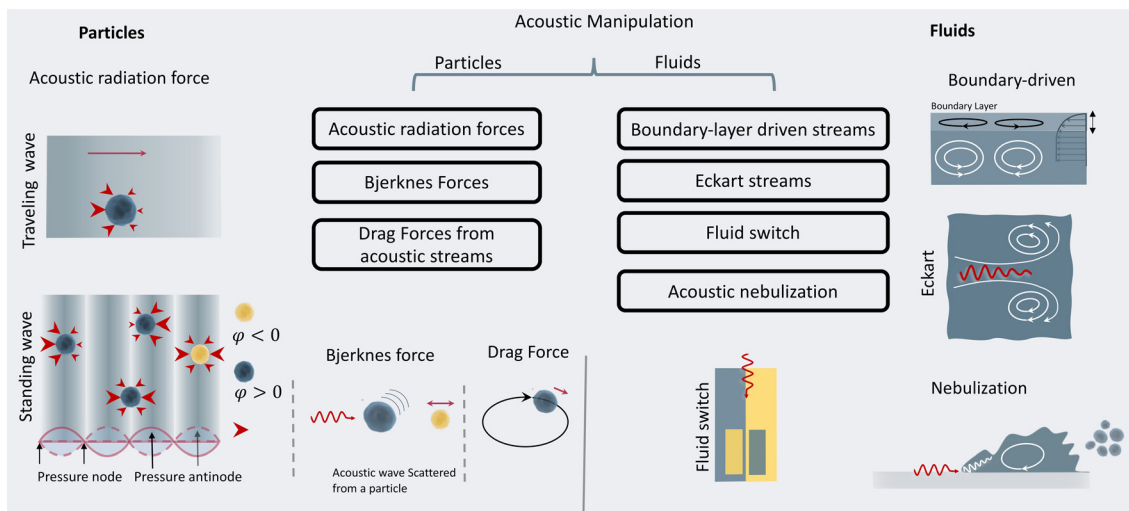 Acoustic Manipulation
Particles
Fluids
Particles
Acoustic radiation force
Traveling wave
Standing wave
φ < 0
φ > 0
Pressure node
Pressure antinode
Acoustic radiation forces
Bjerknes Forces
Drag Forces from
acoustic streams
Boundary-layer driven streams
Eckart streams
Fluid switch
Acoustic nebulization
Bjerknes force
Acoustic wave Scattered
from a particle
Drag Force
Fluid switch
Fluids
Boundary-driven
Boundary Layer
Eckart
Nebulization